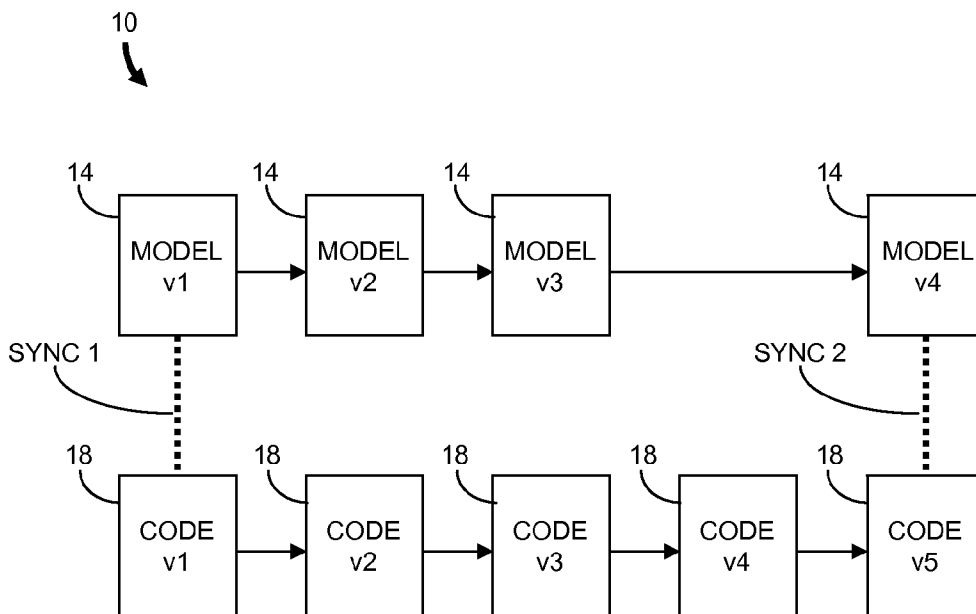 10
14
14
14
14
MODEL
v1
MODEL
v2
MODEL
v3
MODEL
v4
SYNC 1
SYNC 2
18
18
18
18
18
CODE
v1
CODE
v2
CODE
v3
CODE
v4
CODE
v5